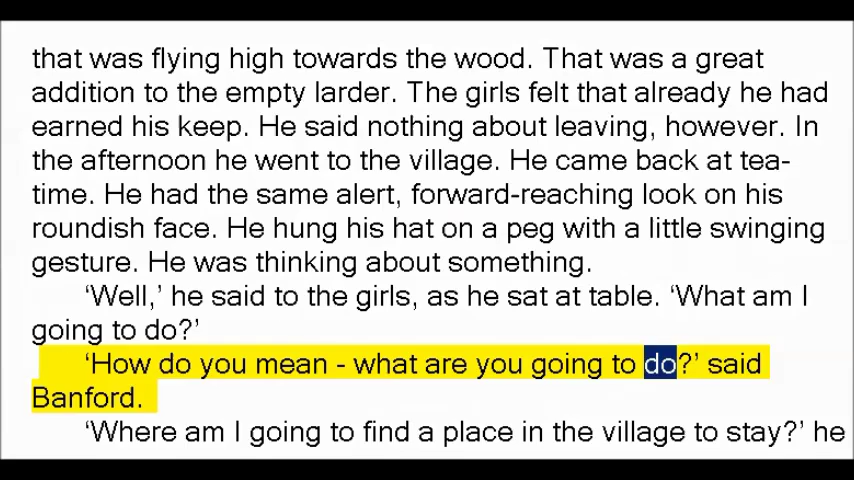 that was flying high towards the wood. That was a great
addition to the empty larder. The girls felt that already he had
earned his keep. He said nothing about leaving, however. In
the afternoon he went to the village. He came back at tea-
time. He had the same alert, forward-reaching look on his
roundish face. He hung his hat on a peg with a little swinging
gesture. He was thinking about something.
‘Well,’ he said to the girls, as he sat at table. ‘What am I
going to do?’
‘How do you mean - what are you going to do?’ said
Banford.
‘Where am I going to find a place in the village to stay?’ he